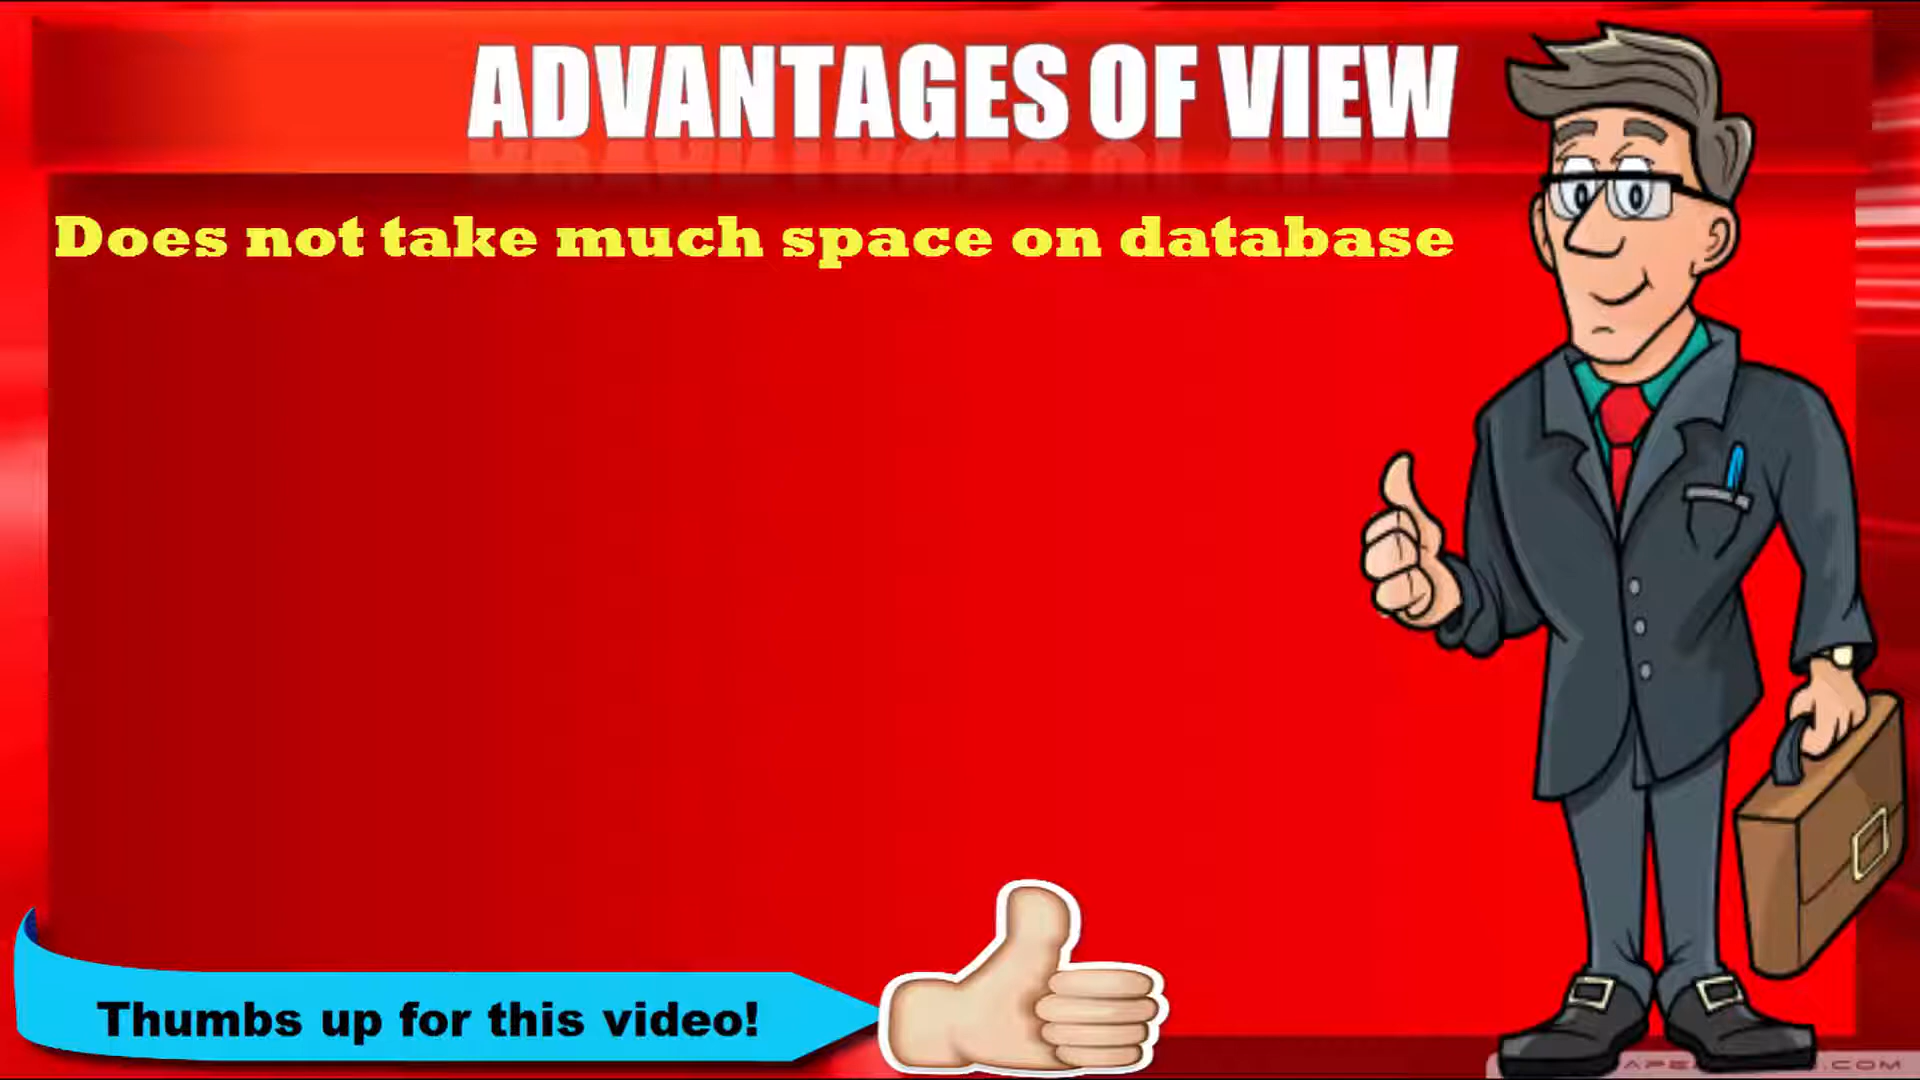 ADVANTAGES OF VIEW
Does not take much space on database
Thumbs up for this video!